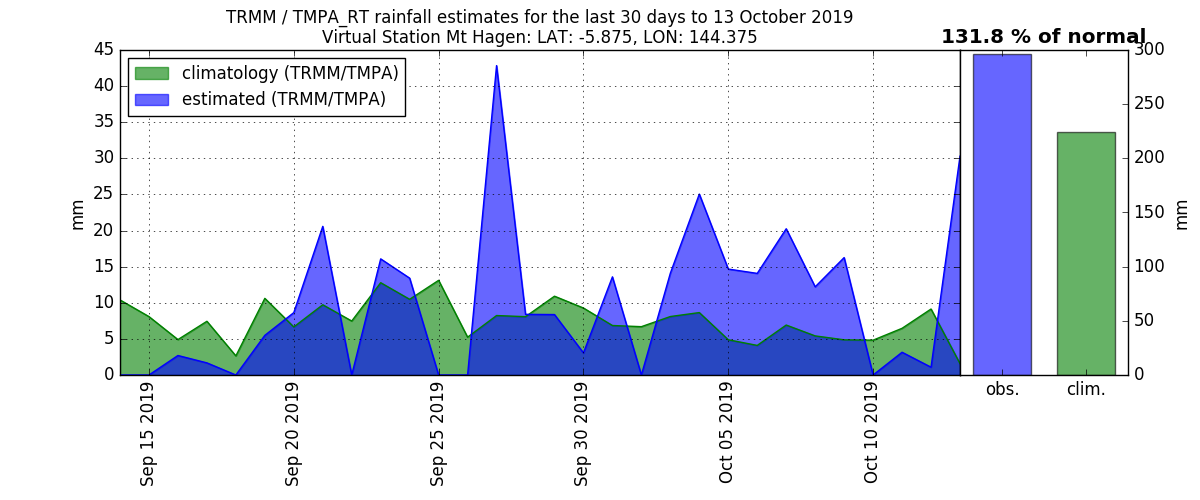 TRMM / TMPA_RT rainfall estimates for the last 30 days to 13 October 2019
Virtual Station Mt Hagen: LAT: -5.875, LON: 144.375
131.8 % of normal
climatology (TRMM/TMPA)
estimated (TRMM/TMPA)
mm
45
40
35
30
25
20
15
10
5
0
Sep 15 2019
Sep 20 2019
Sep 25 2019
Sep 30 2019
Oct 05 2019
Oct 10 2019
obs.
clim.
300
250
200
150
100
50
0
mm